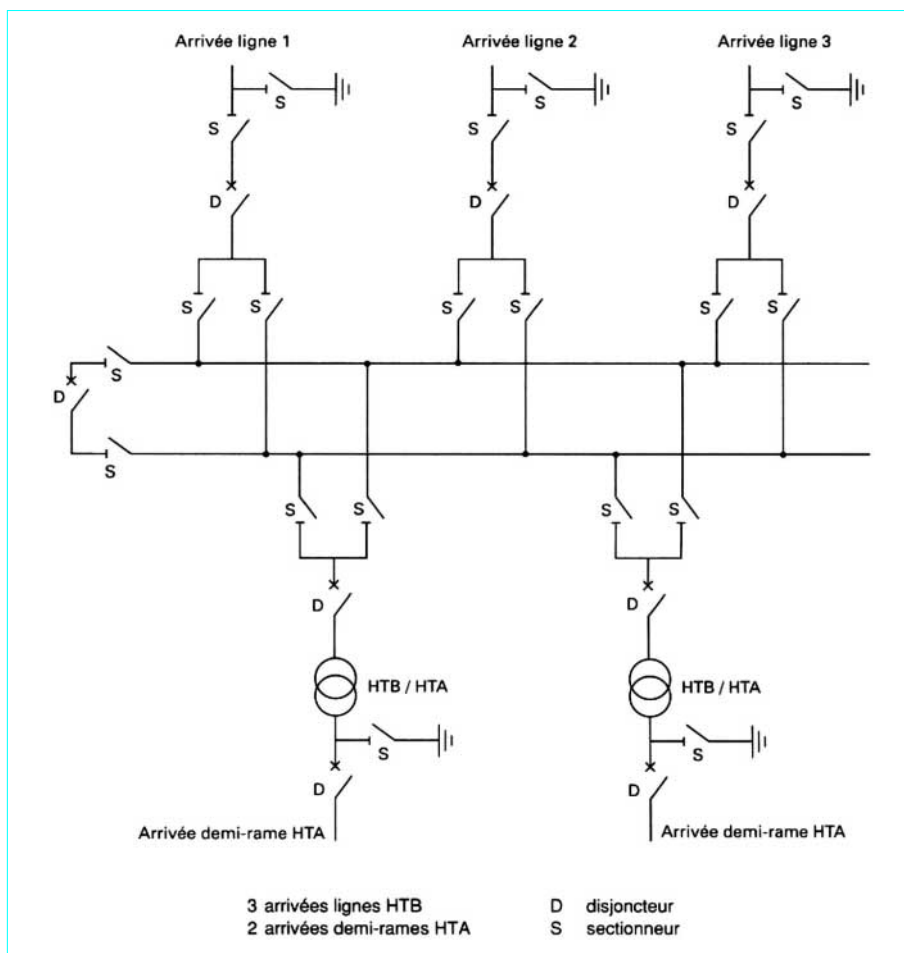 Arrivée ligne 1
Arrivée ligne 2
Arrivée ligne 3
S
S
S
S
S
S
D
D
D
S
S
S
S
S
S
S
D
S
S
S
S
S
D
D
HTB / HTA
HTB / HTA
S
S
D
D
Arrivée demi-rame HTA
Arrivée demi-rame HTA
3 arrivées lignes HTB
D disjoncteur
2 arrivées demi-rames HTA
S sectionneur